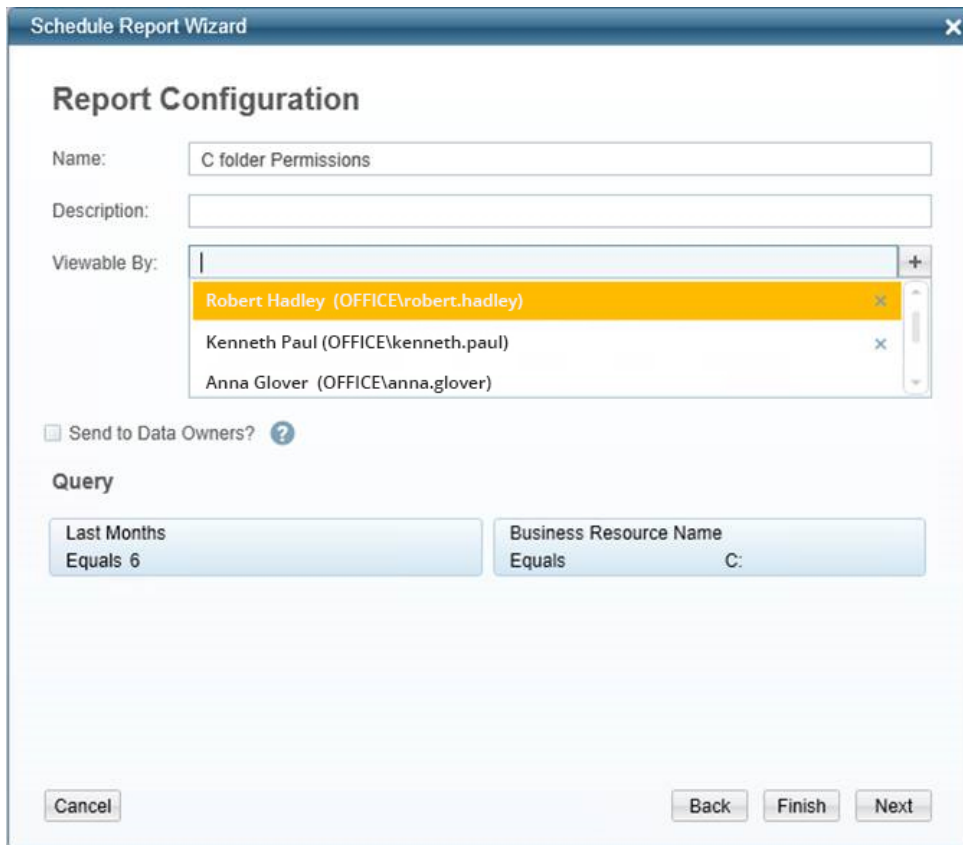 Schedule Report Wizard
Report Configuration
Name: C folder Permissions
Description:
Viewable By: +
Robert Hadley (OFFICE\robert.hadley)
Kenneth Paul (OFFICE\kenneth.paul)
Anna Glover (OFFICE\anna.glover)
Send to Data Owners? ?
Query
Last Months Business Resource Name
Equals 6 Equals C:
Cancel Back Finish Next